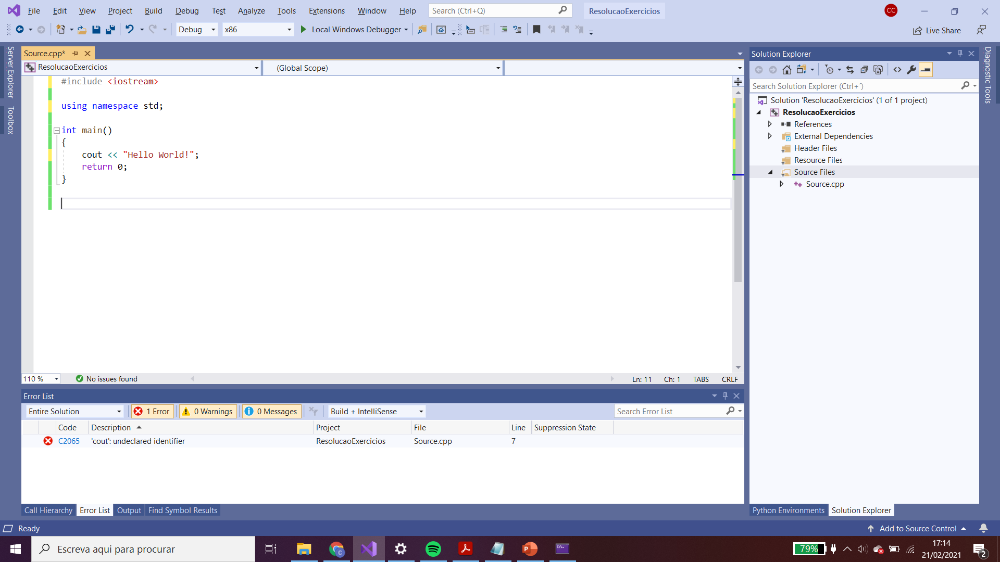 File Edit View Project Build Debug Test Analyze Tools Extensions Window Help Search (Ctrl+Q) ResolucaoExercicios CC
Debug x86 Local Windows Debugger Live Share
Server Explorer
Toolbox
Source.cpp*
ResolucaoExercicios (Global Scope)
#include <iostream>
using namespace std;
int main()
{
cout << "Hello World!";
return 0;
}
110 % No issues found Ln: 11 Ch: 1 TABS CRLF
Error List
Entire Solution 1 Error 0 Warnings 0 Messages Build + IntelliSense Search Error List
Code Description Project File Line Suppression State
C2065 'cout': undeclared identifier ResolucaoExercicios Source.cpp 7
Call Hierarchy Error List Output Find Symbol Results
Solution Explorer
Search Solution Explorer (Ctrl+´)
Solution 'ResolucaoExercicios' (1 of 1 project)
ResolucaoExercicios
References
External Dependencies
Header Files
Resource Files
Source Files
Source.cpp
Python Environments Solution Explorer
Diagnostic Tools
Ready Add to Source Control
Escreva aqui para procurar 79% 17:14
21/02/2021 2